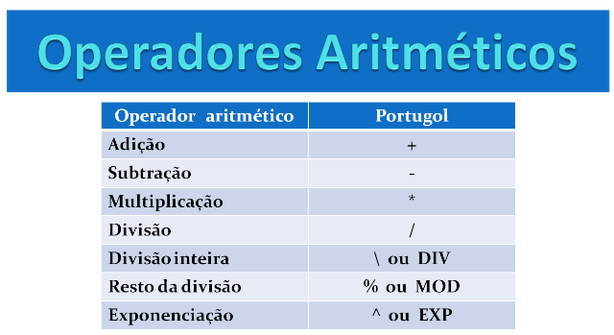 Operadores Aritméticos
Operador aritmético Portugol
Adição +
Subtração -
Multiplicação *
Divisão /
Divisão inteira \ ou DIV
Resto da divisão % ou MOD
Exponenciação ^ ou EXP